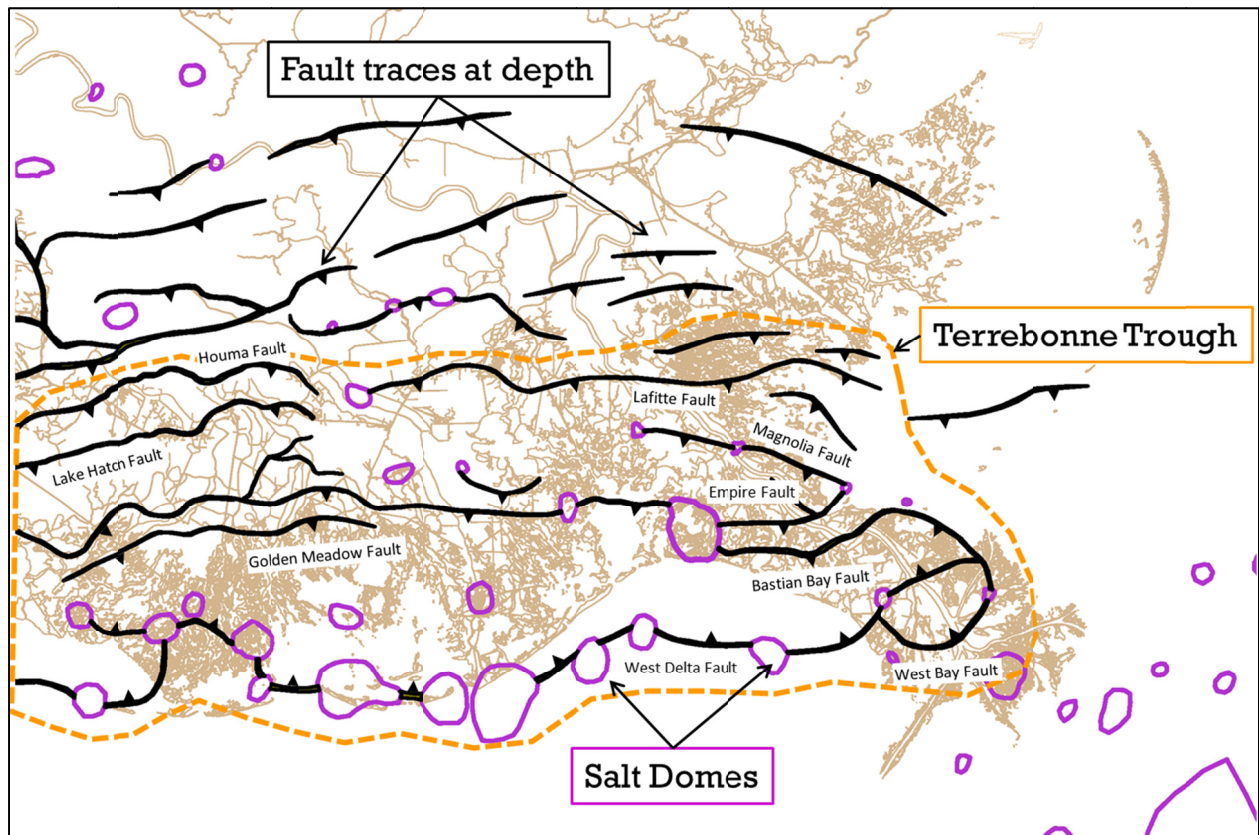 Fault traces at depth
Terrebonne Trough
Houma Fault
Lafitte Fault
Magnolia Fault
Lake Hatcn Fault
Empire Fault
Golden Meadow Fault
Bastian Bay Fault
West Delta Fault
West Bay Fault
Salt Domes